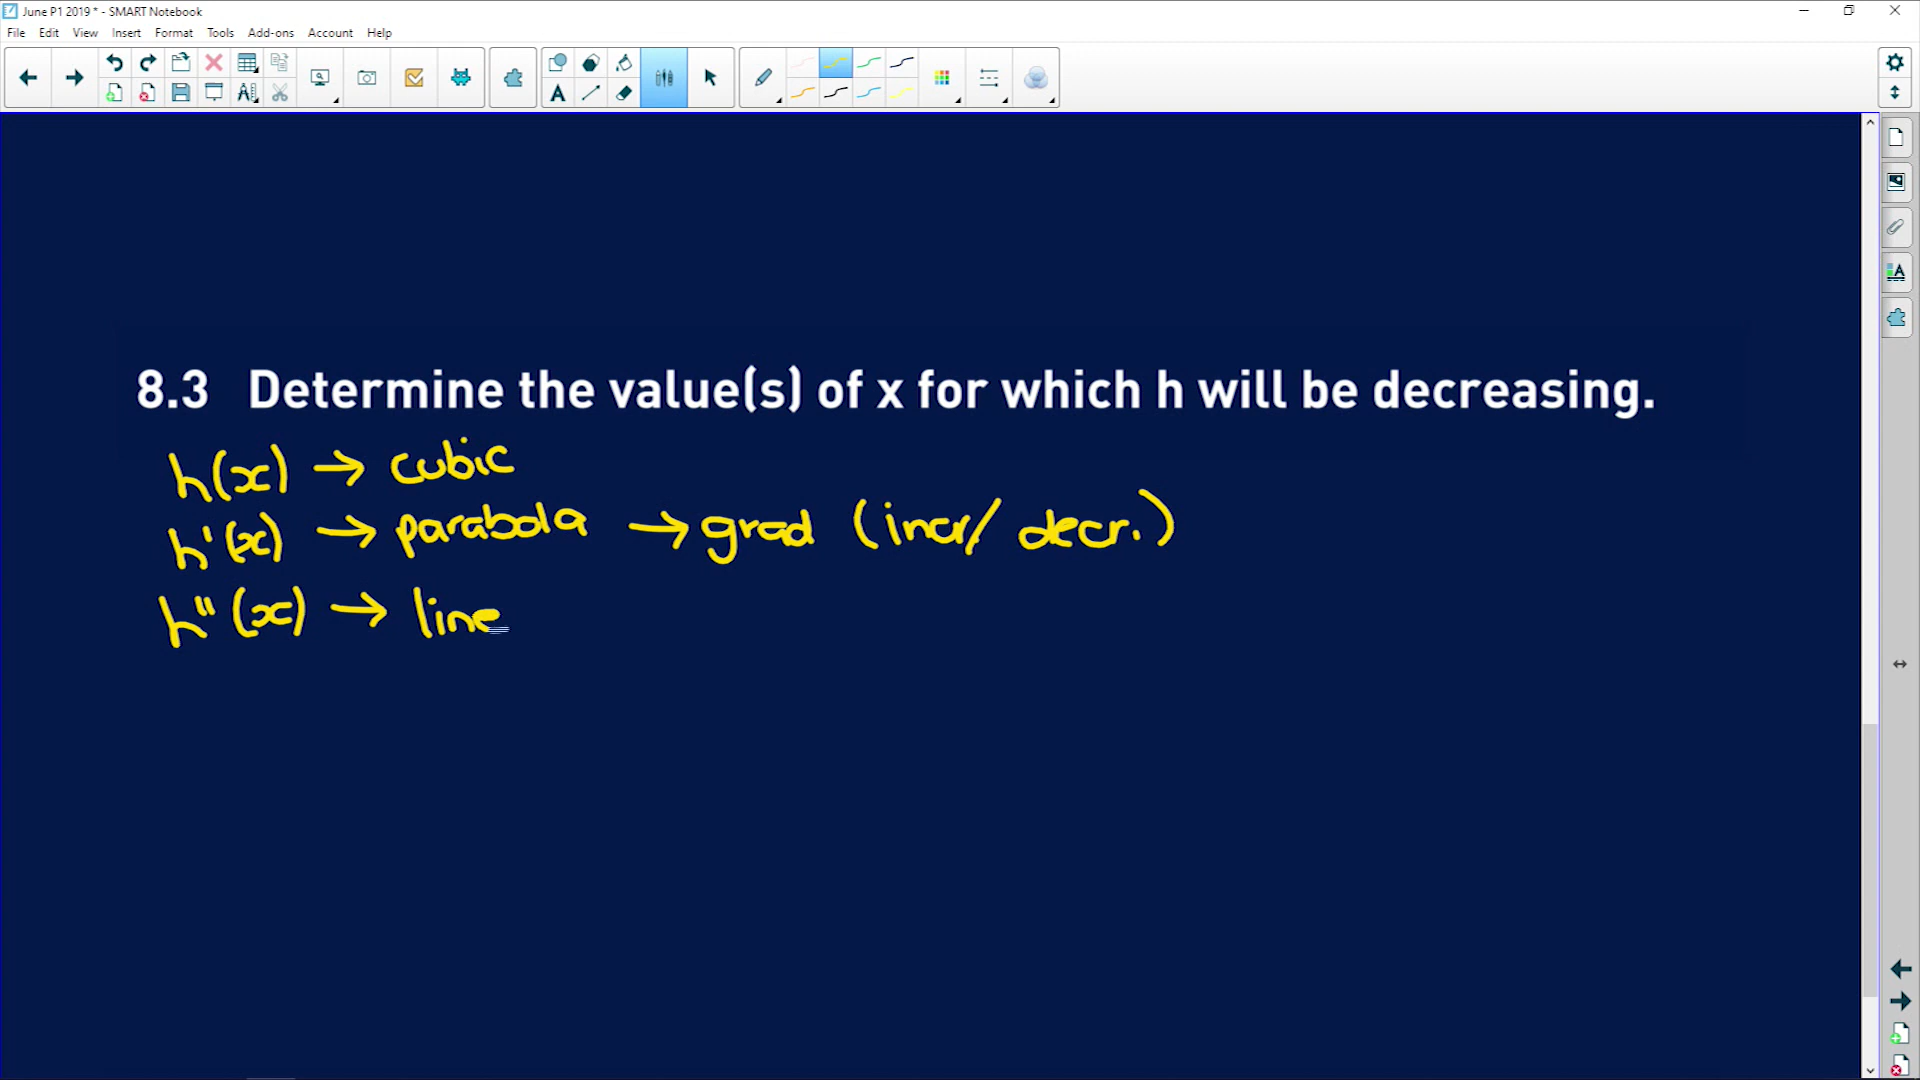 June P1 2019 * - SMART Notebook
File Edit View Insert Format Tools Add-ons Account Help
8.3 Determine the value(s) of x for which h will be decreasing.
h(x) → cubic
h'(x) → parabola → grad (incr/ decr.)
h"(x) → line